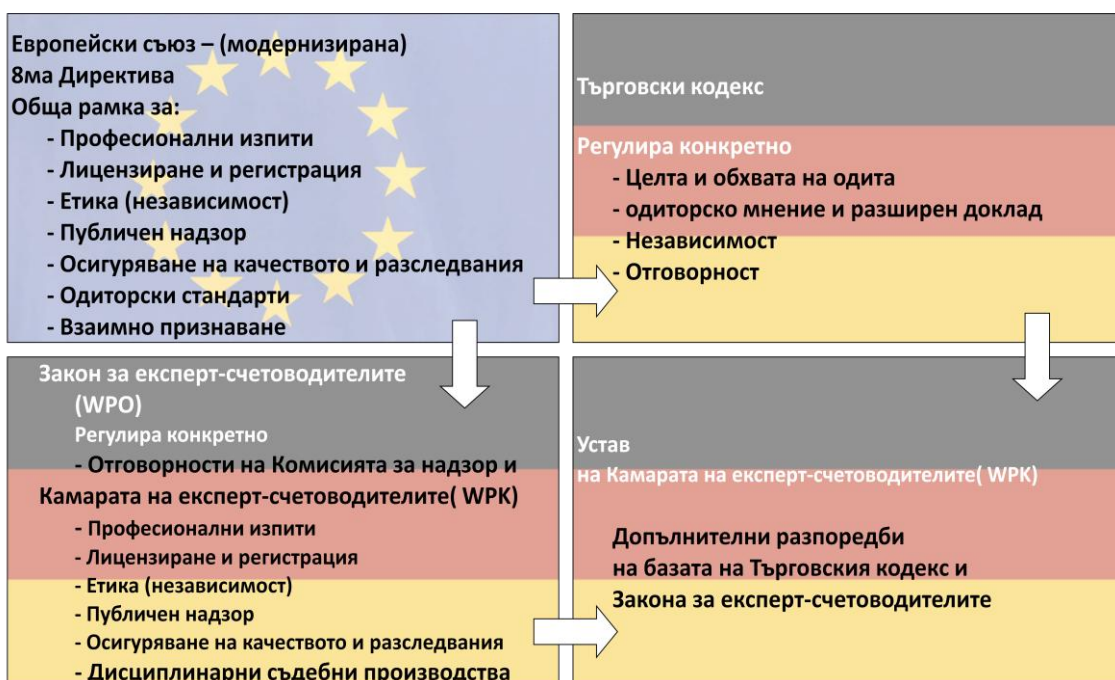 Европейски съюз – (модернизирана)
8ма Директива
Обща рамка за:
- Професионални изпити
- Лицензиране и регистрация
- Етика (независимост)
- Публичен надзор
- Осигуряване на качеството и разследвания
- Одиторски стандарти
- Взаимно признаване
Търговски кодекс
Регулира конкретно
- Целта и обхвата на одита
- одиторско мнение и разширен доклад
- Независимост
- Отговорност
Закон за експерт-счетоводителите
(WPO)
Регулира конкретно
- Отговорности на Комисията за надзор и
Камарата на експерт-счетоводителите( WPK)
- Професионални изпити
- Лицензиране и регистрация
- Етика (независимост)
- Публичен надзор
- Осигуряване на качеството и разследвания
- Дисциплинарни съдебни производства
Устав
на Камарата на експерт-счетоводителите( WPK)
Допълнителни разпоредби
на базата на Търговския кодекс и
Закона за експерт-счетоводителите